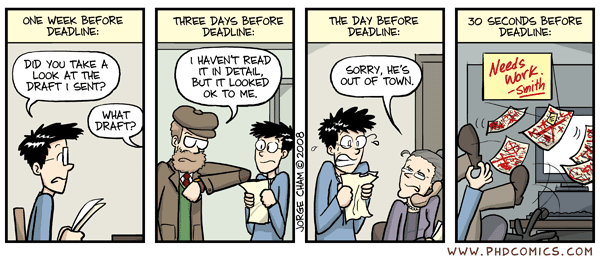 ONE WEEK BEFORE
DEADLINE:
DID YOU TAKE A
LOOK AT THE
DRAFT I SENT?
WHAT
DRAFT?
THREE DAYS BEFORE
DEADLINE:
I HAVEN'T READ
IT IN DETAIL,
BUT IT LOOKED
OK TO ME.
JORGE CHAM © 2008
THE DAY BEFORE
DEADLINE:
SORRY, HE'S
OUT OF TOWN.
30 SECONDS BEFORE
DEADLINE:
Needs
Work.
-Smith
WWW.PHDCOMICS.COM